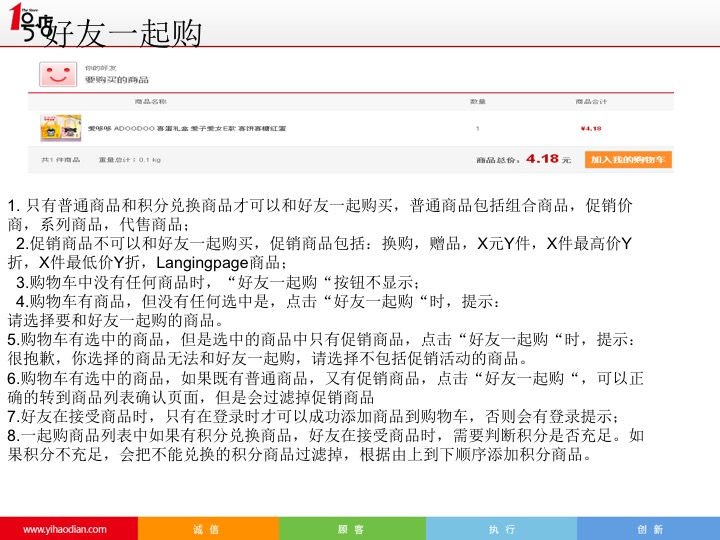 The Store
1号店
好友一起购
你的好友
要购买的商品
商品名称 数量 商品合计
爱哆哆 ADOODOO 喜蛋礼盒 爱子爱女E款 喜饼喜糖红蛋 1 ¥4.18
共1 件商品 重量总计：0.1 kg 商品总价：4.18 元 加入我的购物车
1. 只有普通商品和积分兑换商品才可以和好友一起购买，普通商品包括组合商品，促销价
商，系列商品，代售商品；
2.促销商品不可以和好友一起购买，促销商品包括：换购，赠品，X元Y件，X件最高价Y
折，X件最低价Y折，Langingpage商品；
3.购物车中没有任何商品时，“好友一起购“按钮不显示；
4.购物车有商品，但没有任何选中是，点击“好友一起购“时，提示：
请选择要和好友一起购的商品。
5.购物车有选中的商品，但是选中的商品中只有促销商品，点击“好友一起购“时，提示：
很抱歉，你选择的商品无法和好友一起购，请选择不包括促销活动的商品。
6.购物车有选中的商品，如果既有普通商品，又有促销商品，点击“好友一起购“，可以正
确的转到商品列表确认页面，但是会过滤掉促销商品
7.好友在接受商品时，只有在登录时才可以成功添加商品到购物车，否则会有登录提示；
8.一起购商品列表中如果有积分兑换商品，好友在接受商品时，需要判断积分是否充足。如
果积分不充足，会把不能兑换的积分商品过滤掉，根据由上到下顺序添加积分商品。
www.yihaodian.com 诚 信 顾 客 执 行 创 新